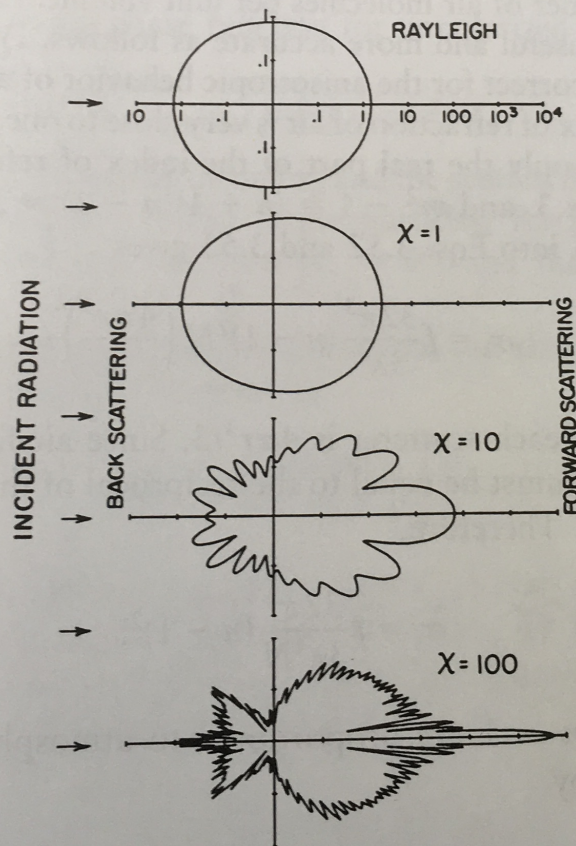 RAYLEIGH
.1
10 1 .1 .1 1 10 100 10³ 10⁴
.1
χ=1
INCIDENT RADIATION
BACK SCATTERING
FORWARD SCATTERING
χ=10
χ=100